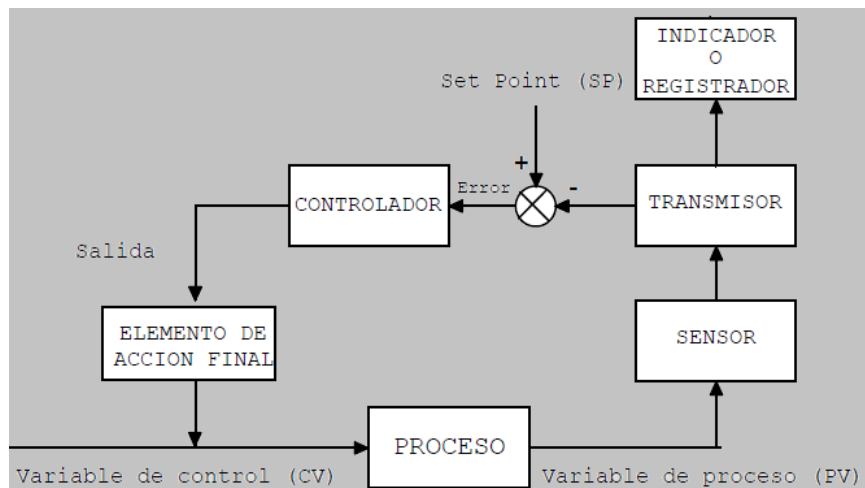 INDICADOR
O
REGISTRADOR
Set Point (SP)
+
-
Error
CONTROLADOR
TRANSMISOR
Salida
ELEMENTO DE
ACCION FINAL
SENSOR
PROCESO
Variable de control (CV)
Variable de proceso (PV)